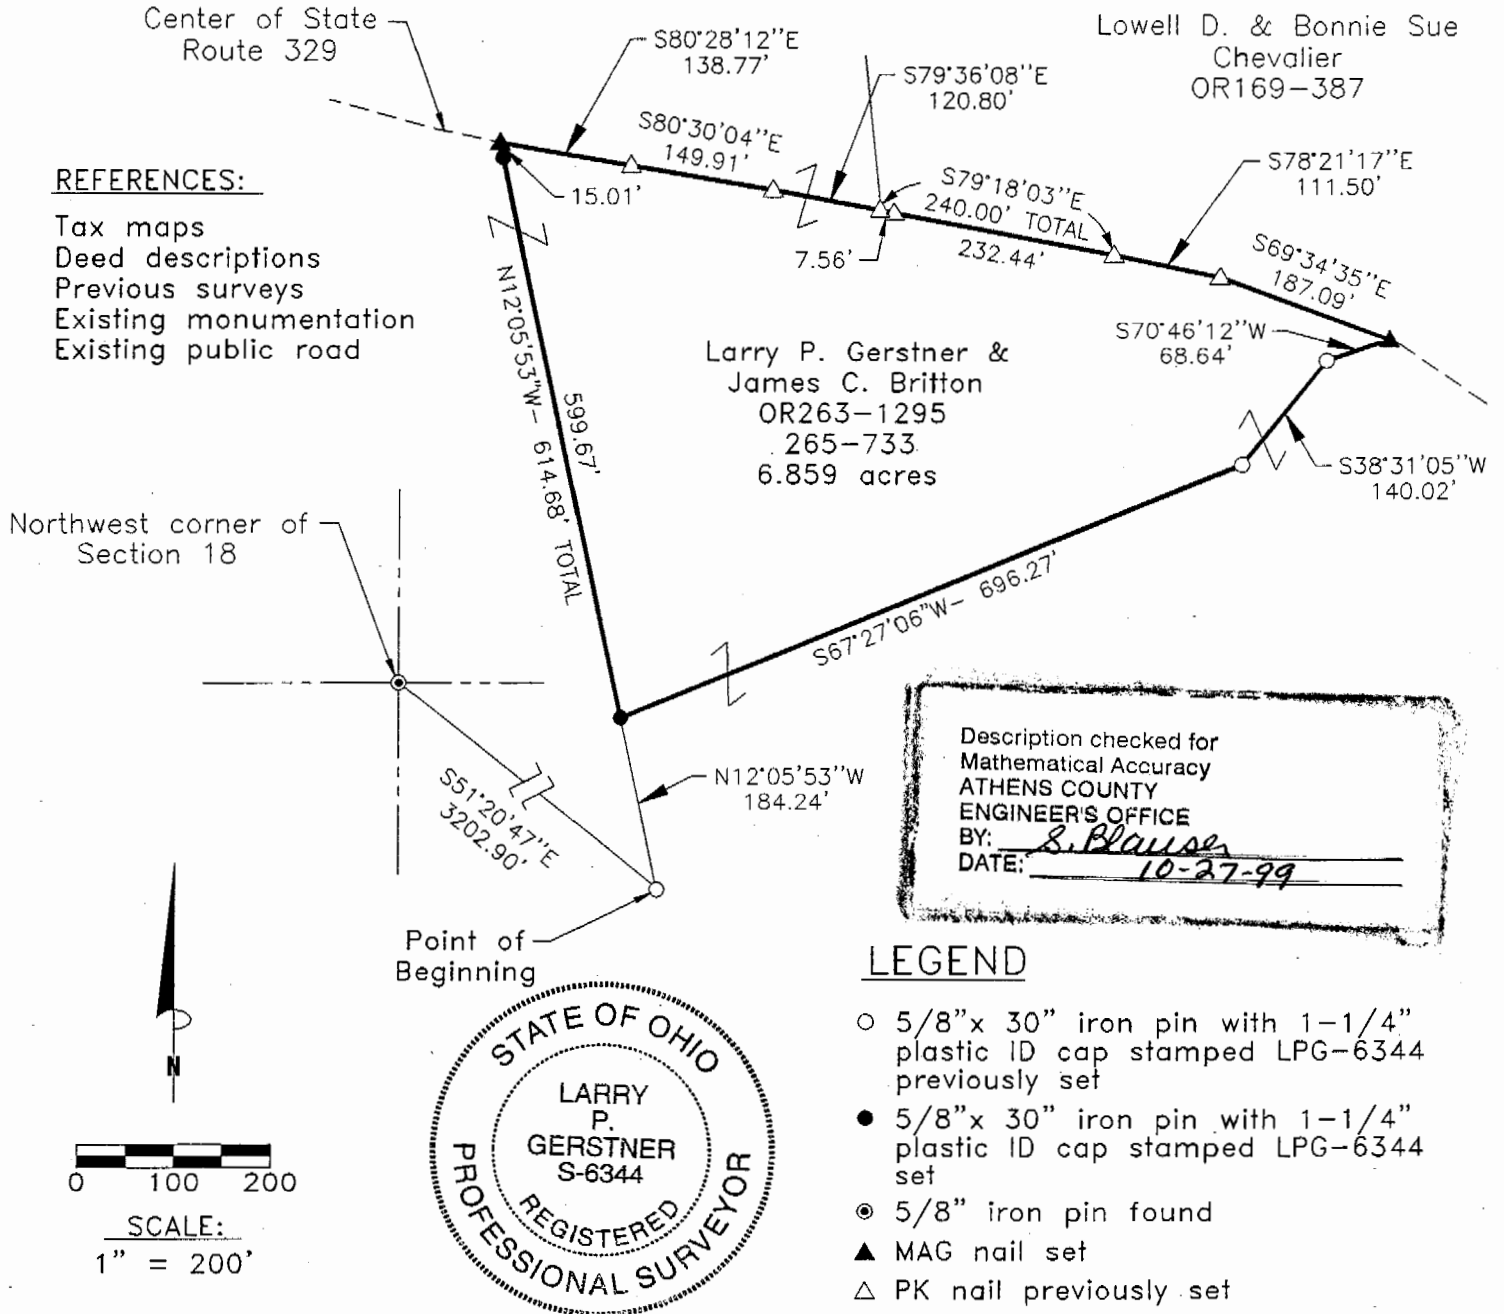 Center of State
Route 329
S80°28'12"E
138.77'
S79°36'08"E
120.80'
Lowell D. & Bonnie Sue
Chevalier
OR169-387
S80°30'04"E
149.91'
S79°18'03"E
240.00' TOTAL
232.44'
S78°21'17"E
111.50'
15.01'
7.56'
S69°34'35"E
187.09'
REFERENCES:
Tax maps
Deed descriptions
Previous surveys
Existing monumentation
Existing public road
N12°05'53"W- 614.68' TOTAL
599.67'
Larry P. Gerstner &
James C. Britton
OR263-1295
265-733
6.859 acres
S70°46'12"W
68.64'
S38°31'05"W
140.02'
Northwest corner of
Section 18
S67°27'06"W- 696.27'
N12°05'53"W
184.24'
S51°20'47"E
3202.90'
Point of
Beginning
Description checked for
Mathematical Accuracy
ATHENS COUNTY
ENGINEER'S OFFICE
BY: S. Blauser
DATE: 10-27-99
N
0 100 200
SCALE:
1" = 200'
STATE OF OHIO
LARRY
P.
GERSTNER
S-6344
REGISTERED
PROFESSIONAL SURVEYOR
LEGEND
5/8"x 30" iron pin with 1-1/4"
plastic ID cap stamped LPG-6344
previously set
5/8"x 30" iron pin with 1-1/4"
plastic ID cap stamped LPG-6344
set
5/8" iron pin found
MAG nail set
PK nail previously set